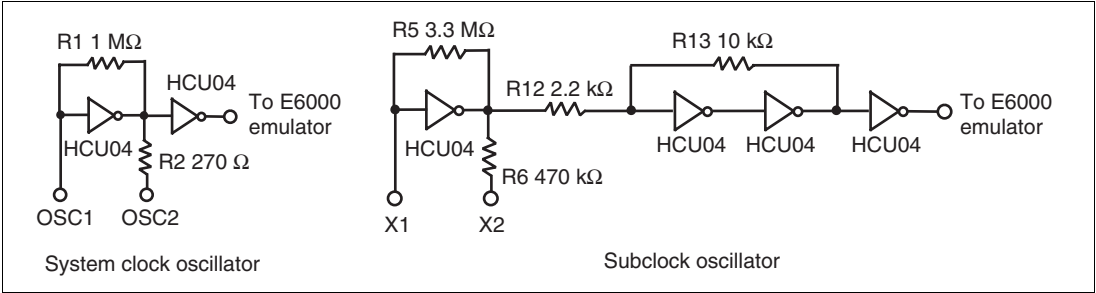 R1 1 MΩ
HCU04
To E6000
emulator
HCU04
R2 270 Ω
OSC1
OSC2
System clock oscillator
R5 3.3 MΩ
R13 10 kΩ
R12 2.2 kΩ
To E6000
emulator
HCU04
HCU04
HCU04
HCU04
R6 470 kΩ
X1
X2
Subclock oscillator